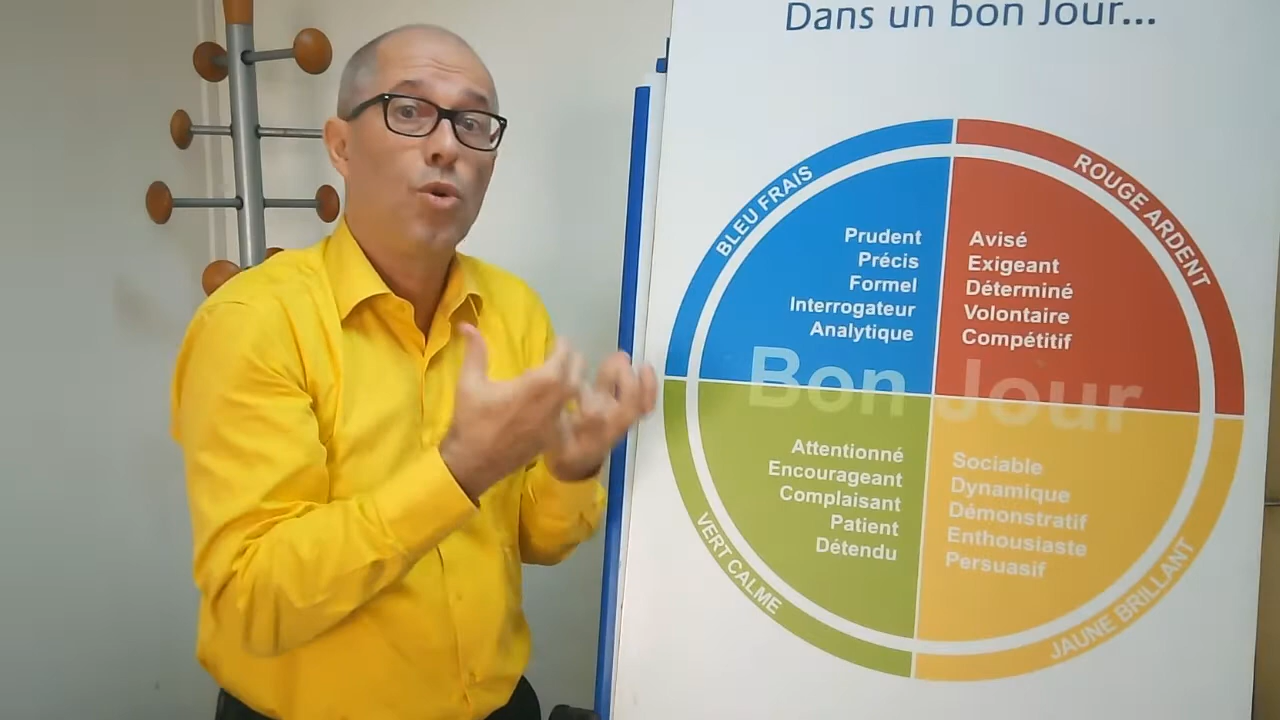 Dans un bon Jour...
BLEU FRAIS
Prudent
Précis
Formel
Interrogateur
Analytique
ROUGE ARDENT
Avisé
Exigeant
Déterminé
Volontaire
Compétitif
Bon Jour
Attentionné
Encourageant
Complaisant
Patient
Détendu
VERT CALME
Sociable
Dynamique
Démonstratif
Enthousiaste
Persuasif
JAUNE BRILLANT